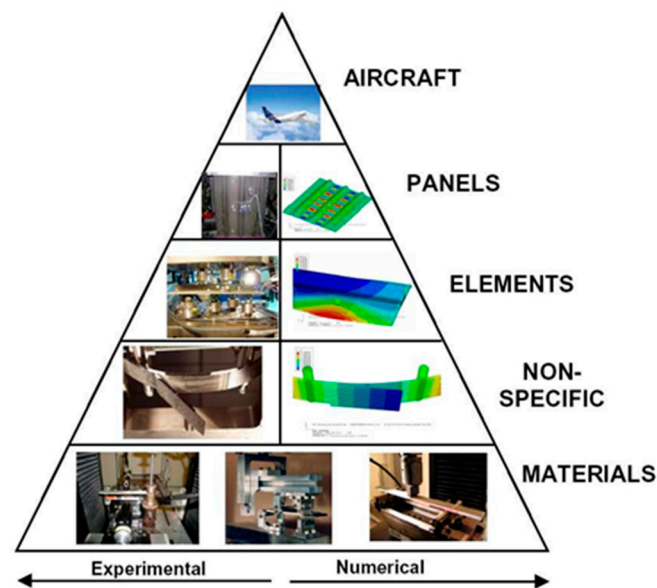 AIRCRAFT
PANELS
ELEMENTS
NON-
SPECIFIC
MATERIALS
Experimental
Numerical